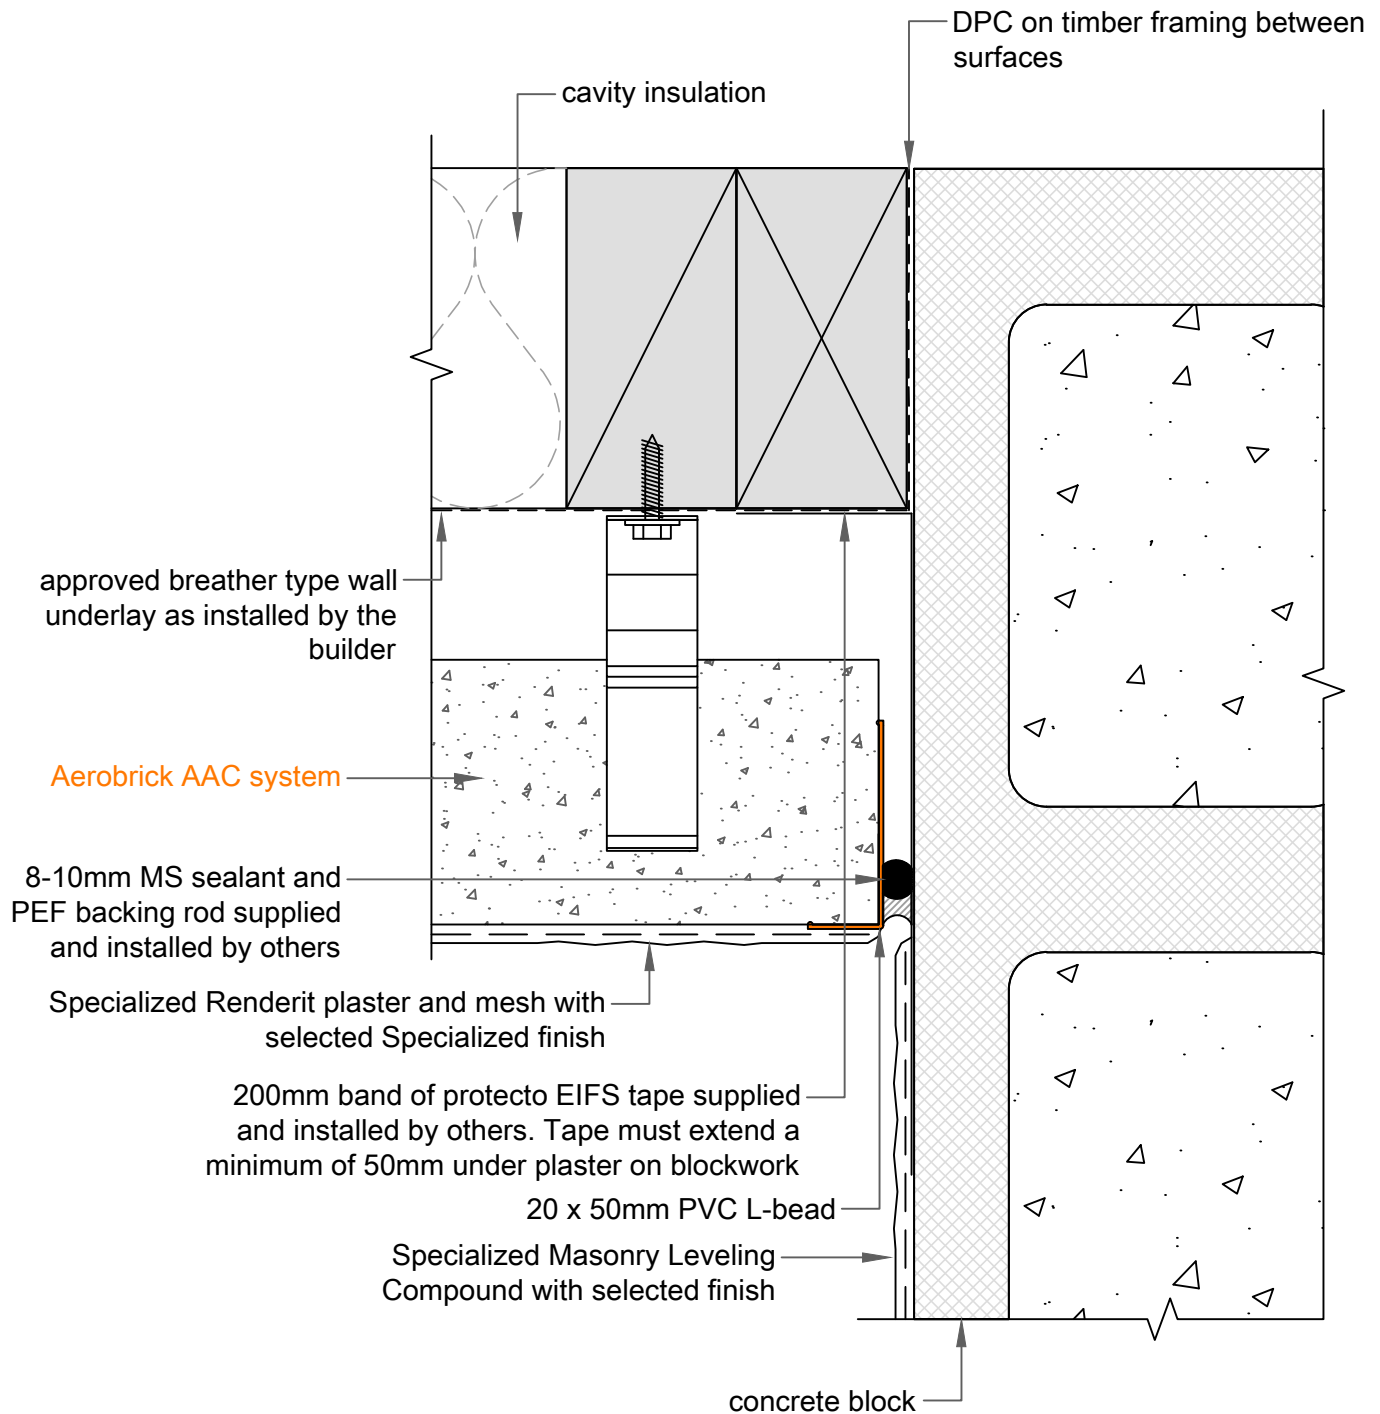 DPC on timber framing between
surfaces
cavity insulation
approved breather type wall
underlay as installed by the
builder
Aerobrick AAC system
8-10mm MS sealant and
PEF backing rod supplied
and installed by others
Specialized Renderit plaster and mesh with
selected Specialized finish
200mm band of protecto EIFS tape supplied
and installed by others. Tape must extend a
minimum of 50mm under plaster on blockwork
20 x 50mm PVC L-bead
Specialized Masonry Leveling
Compound with selected finish
concrete block